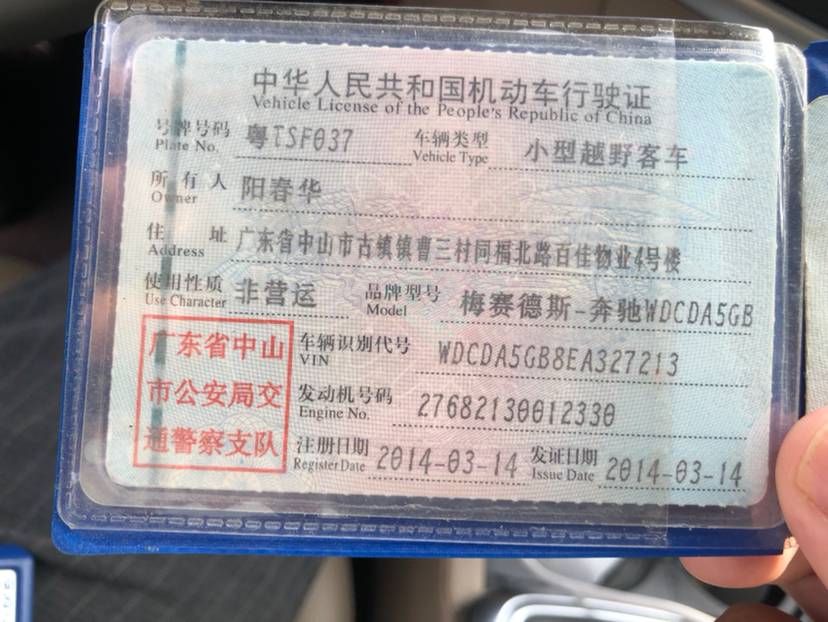 中华人民共和国机动车行驶证
Vehicle License of the People's Republic of China
号牌号码 粤TSF037 车辆类型 小型越野客车
Plate No. Vehicle Type
所有人 阳春华
Owner
住址 广东省中山市古镇镇曹三村同福北路百佳物业4号楼
Address
使用性质 非营运 品牌型号 梅赛德斯-奔驰WDCDA5GB
Use Character Model
广东省中山 车辆识别代号 WDCDA5GB8EA327213
VIN
市公安局交 发动机号码 27682130012330
Engine No.
通警察支队 注册日期 2014-03-14 发证日期 2014-03-14
Register Date Issue Date